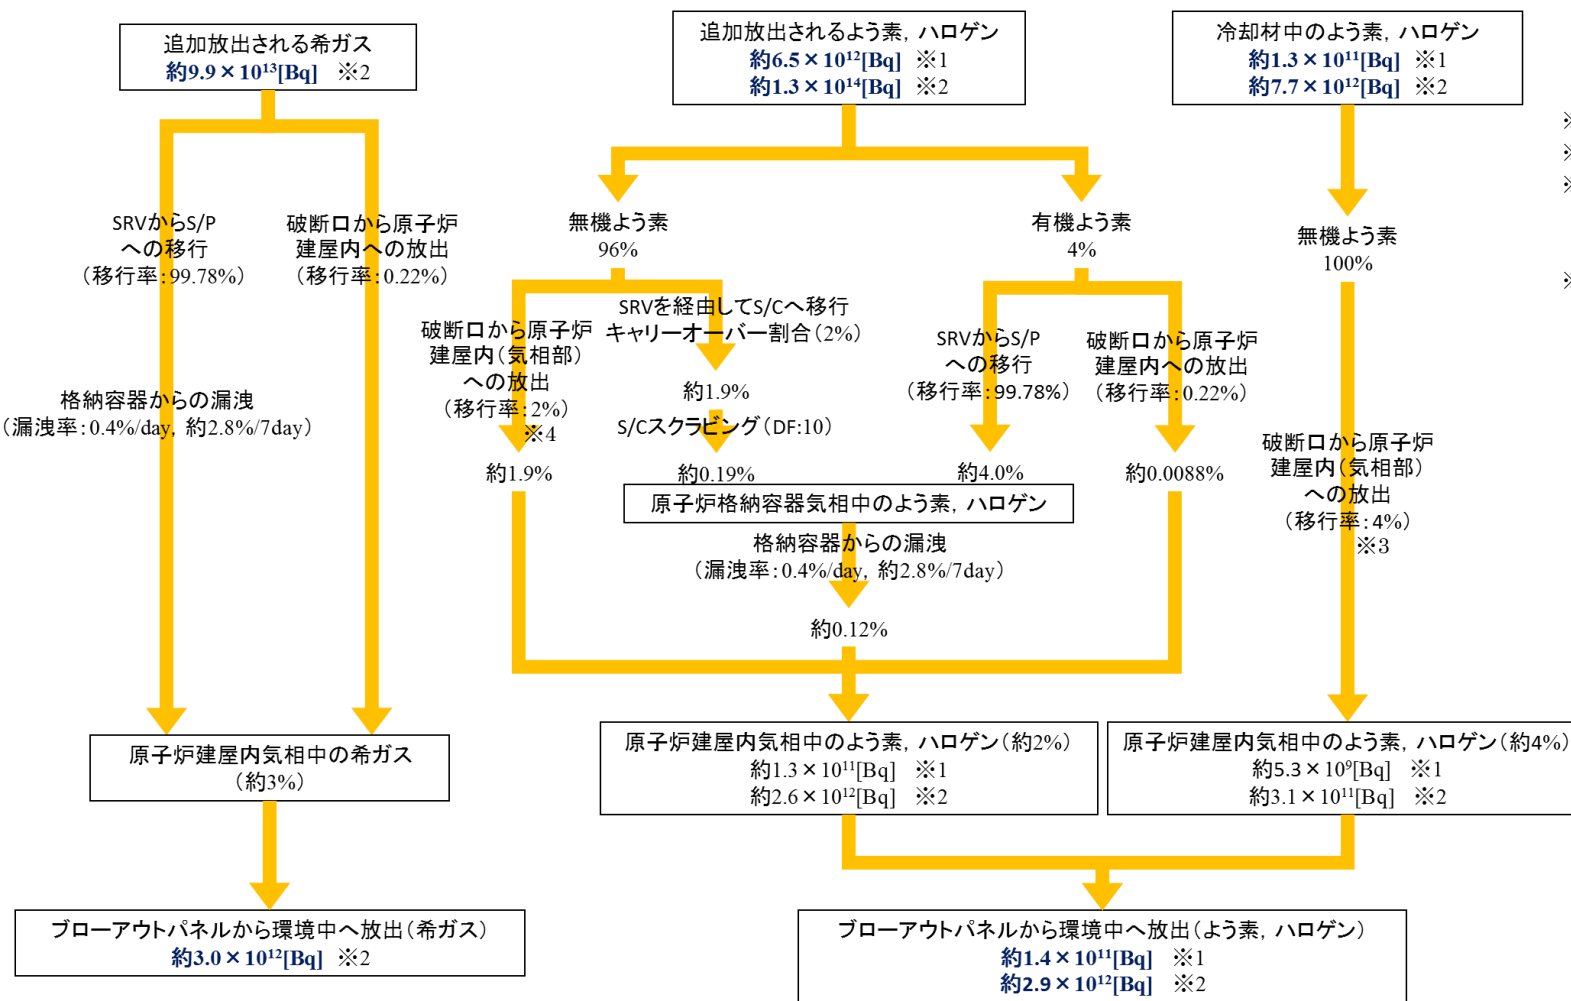 追加放出される希ガス
約9.9×10¹³[Bq] ※2
追加放出されるよう素, ハロゲン
約6.5×10¹²[Bq] ※1
約1.3×10¹⁴[Bq] ※2
冷却材中のよう素, ハロゲン
約1.3×10¹¹[Bq] ※1
約7.7×10¹²[Bq] ※2
※
※
※
※
SRVからS/P
への移行
(移行率:99.78%)
破断口から原子炉
建屋内への放出
(移行率:0.22%)
格納容器からの漏洩
(漏洩率:0.4%/day, 約2.8%/7day)
無機よう素
96%
有機よう素
4%
無機よう素
100%
破断口から原子炉
建屋内(気相部)
への放出
(移行率:2%)
※4
約1.9%
SRVを経由してS/Cへ移行
キャリーオーバー割合(2%)
約1.9%
S/Cスクラビング(DF:10)
約0.19%
SRVからS/P
への移行
(移行率:99.78%)
約4.0%
破断口から原子炉
建屋内への放出
(移行率:0.22%)
約0.0088%
原子炉格納容器気相中のよう素, ハロゲン
格納容器からの漏洩
(漏洩率:0.4%/day, 約2.8%/7day)
約0.12%
破断口から原子炉
建屋内(気相部)
への放出
(移行率:4%)
※3
原子炉建屋内気相中の希ガス
(約3%)
原子炉建屋内気相中のよう素, ハロゲン(約2%)
約1.3×10¹¹[Bq] ※1
約2.6×10¹²[Bq] ※2
原子炉建屋内気相中のよう素, ハロゲン(約4%)
約5.3×10⁹[Bq] ※1
約3.1×10¹¹[Bq] ※2
ブローアウトパネルから環境中へ放出(希ガス)
約3.0×10¹²[Bq] ※2
ブローアウトパネルから環境中へ放出(よう素, ハロゲン)
約1.4×10¹¹[Bq] ※1
約2.9×10¹²[Bq] ※2